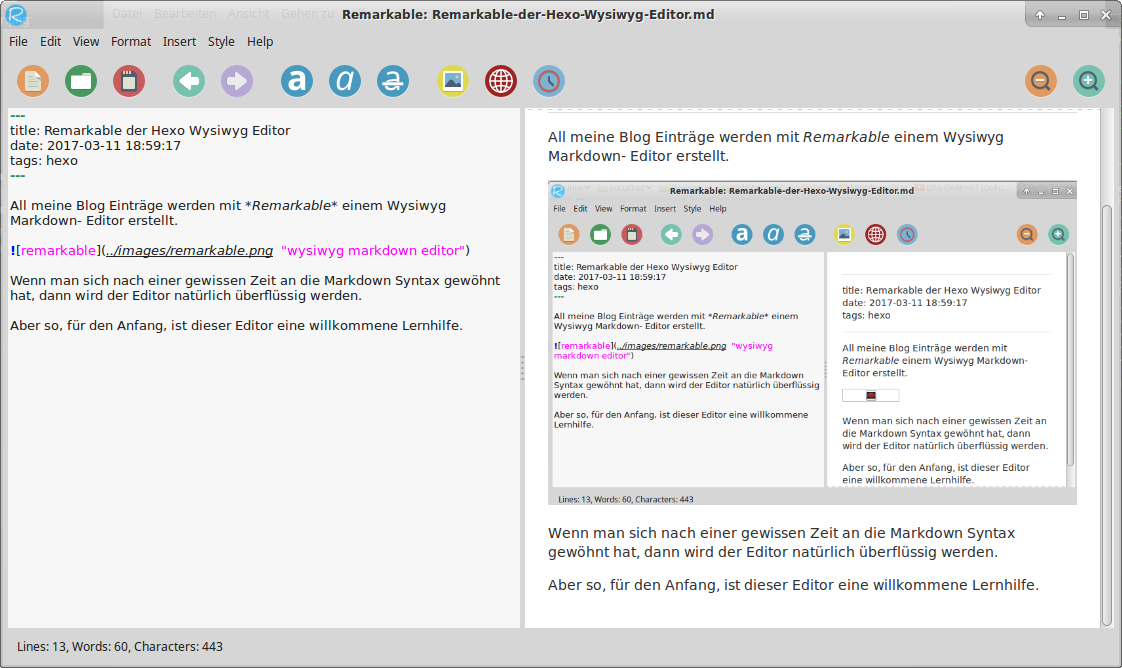 Datei Bearbeiten Ansicht Gehen zu
Remarkable: Remarkable-der-Hexo-Wysiwyg-Editor.md
File Edit View Format Insert Style Help
a a a
---
title: Remarkable der Hexo Wysiwyg Editor
date: 2017-03-11 18:59:17
tags: hexo
---
All meine Blog Einträge werden mit *Remarkable* einem Wysiwyg
Markdown- Editor erstellt.
![remarkable](../images/remarkable.png "wysiwyg markdown editor")
Wenn man sich nach einer gewissen Zeit an die Markdown Syntax gewöhnt
hat, dann wird der Editor natürlich überflüssig werden.
Aber so, für den Anfang, ist dieser Editor eine willkommene Lernhilfe.
All meine Blog Einträge werden mit Remarkable einem Wysiwyg
Markdown- Editor erstellt.
Remarkable: Remarkable-der-Hexo-Wysiwyg-Editor.md
File Edit View Format Insert Style Help
a a a
---
title: Remarkable der Hexo Wysiwyg Editor
date: 2017-03-11 18:59:17
tags: hexo
---
All meine Blog Einträge werden mit *Remarkable* einem
Wysiwyg Markdown- Editor erstellt.
![remarkable](../images/remarkable.png "wysiwyg
markdown editor")
Wenn man sich nach einer gewissen Zeit an die Markdown
Syntax gewöhnt hat, dann wird der Editor natürlich überflüssig
werden.
Aber so, für den Anfang, ist dieser Editor eine willkommene
Lernhilfe.
title: Remarkable der Hexo Wysiwyg Editor
date: 2017-03-11 18:59:17
tags: hexo
All meine Blog Einträge werden mit
Remarkable einem Wysiwyg Markdown-
Editor erstellt.
Wenn man sich nach einer gewissen Zeit an
die Markdown Syntax gewöhnt hat, dann
wird der Editor natürlich überflüssig werden.
Aber so, für den Anfang, ist dieser Editor
eine willkommene Lernhilfe.
Lines: 13, Words: 60, Characters: 443
Wenn man sich nach einer gewissen Zeit an die Markdown Syntax
gewöhnt hat, dann wird der Editor natürlich überflüssig werden.
Aber so, für den Anfang, ist dieser Editor eine willkommene Lernhilfe.
Lines: 13, Words: 60, Characters: 443